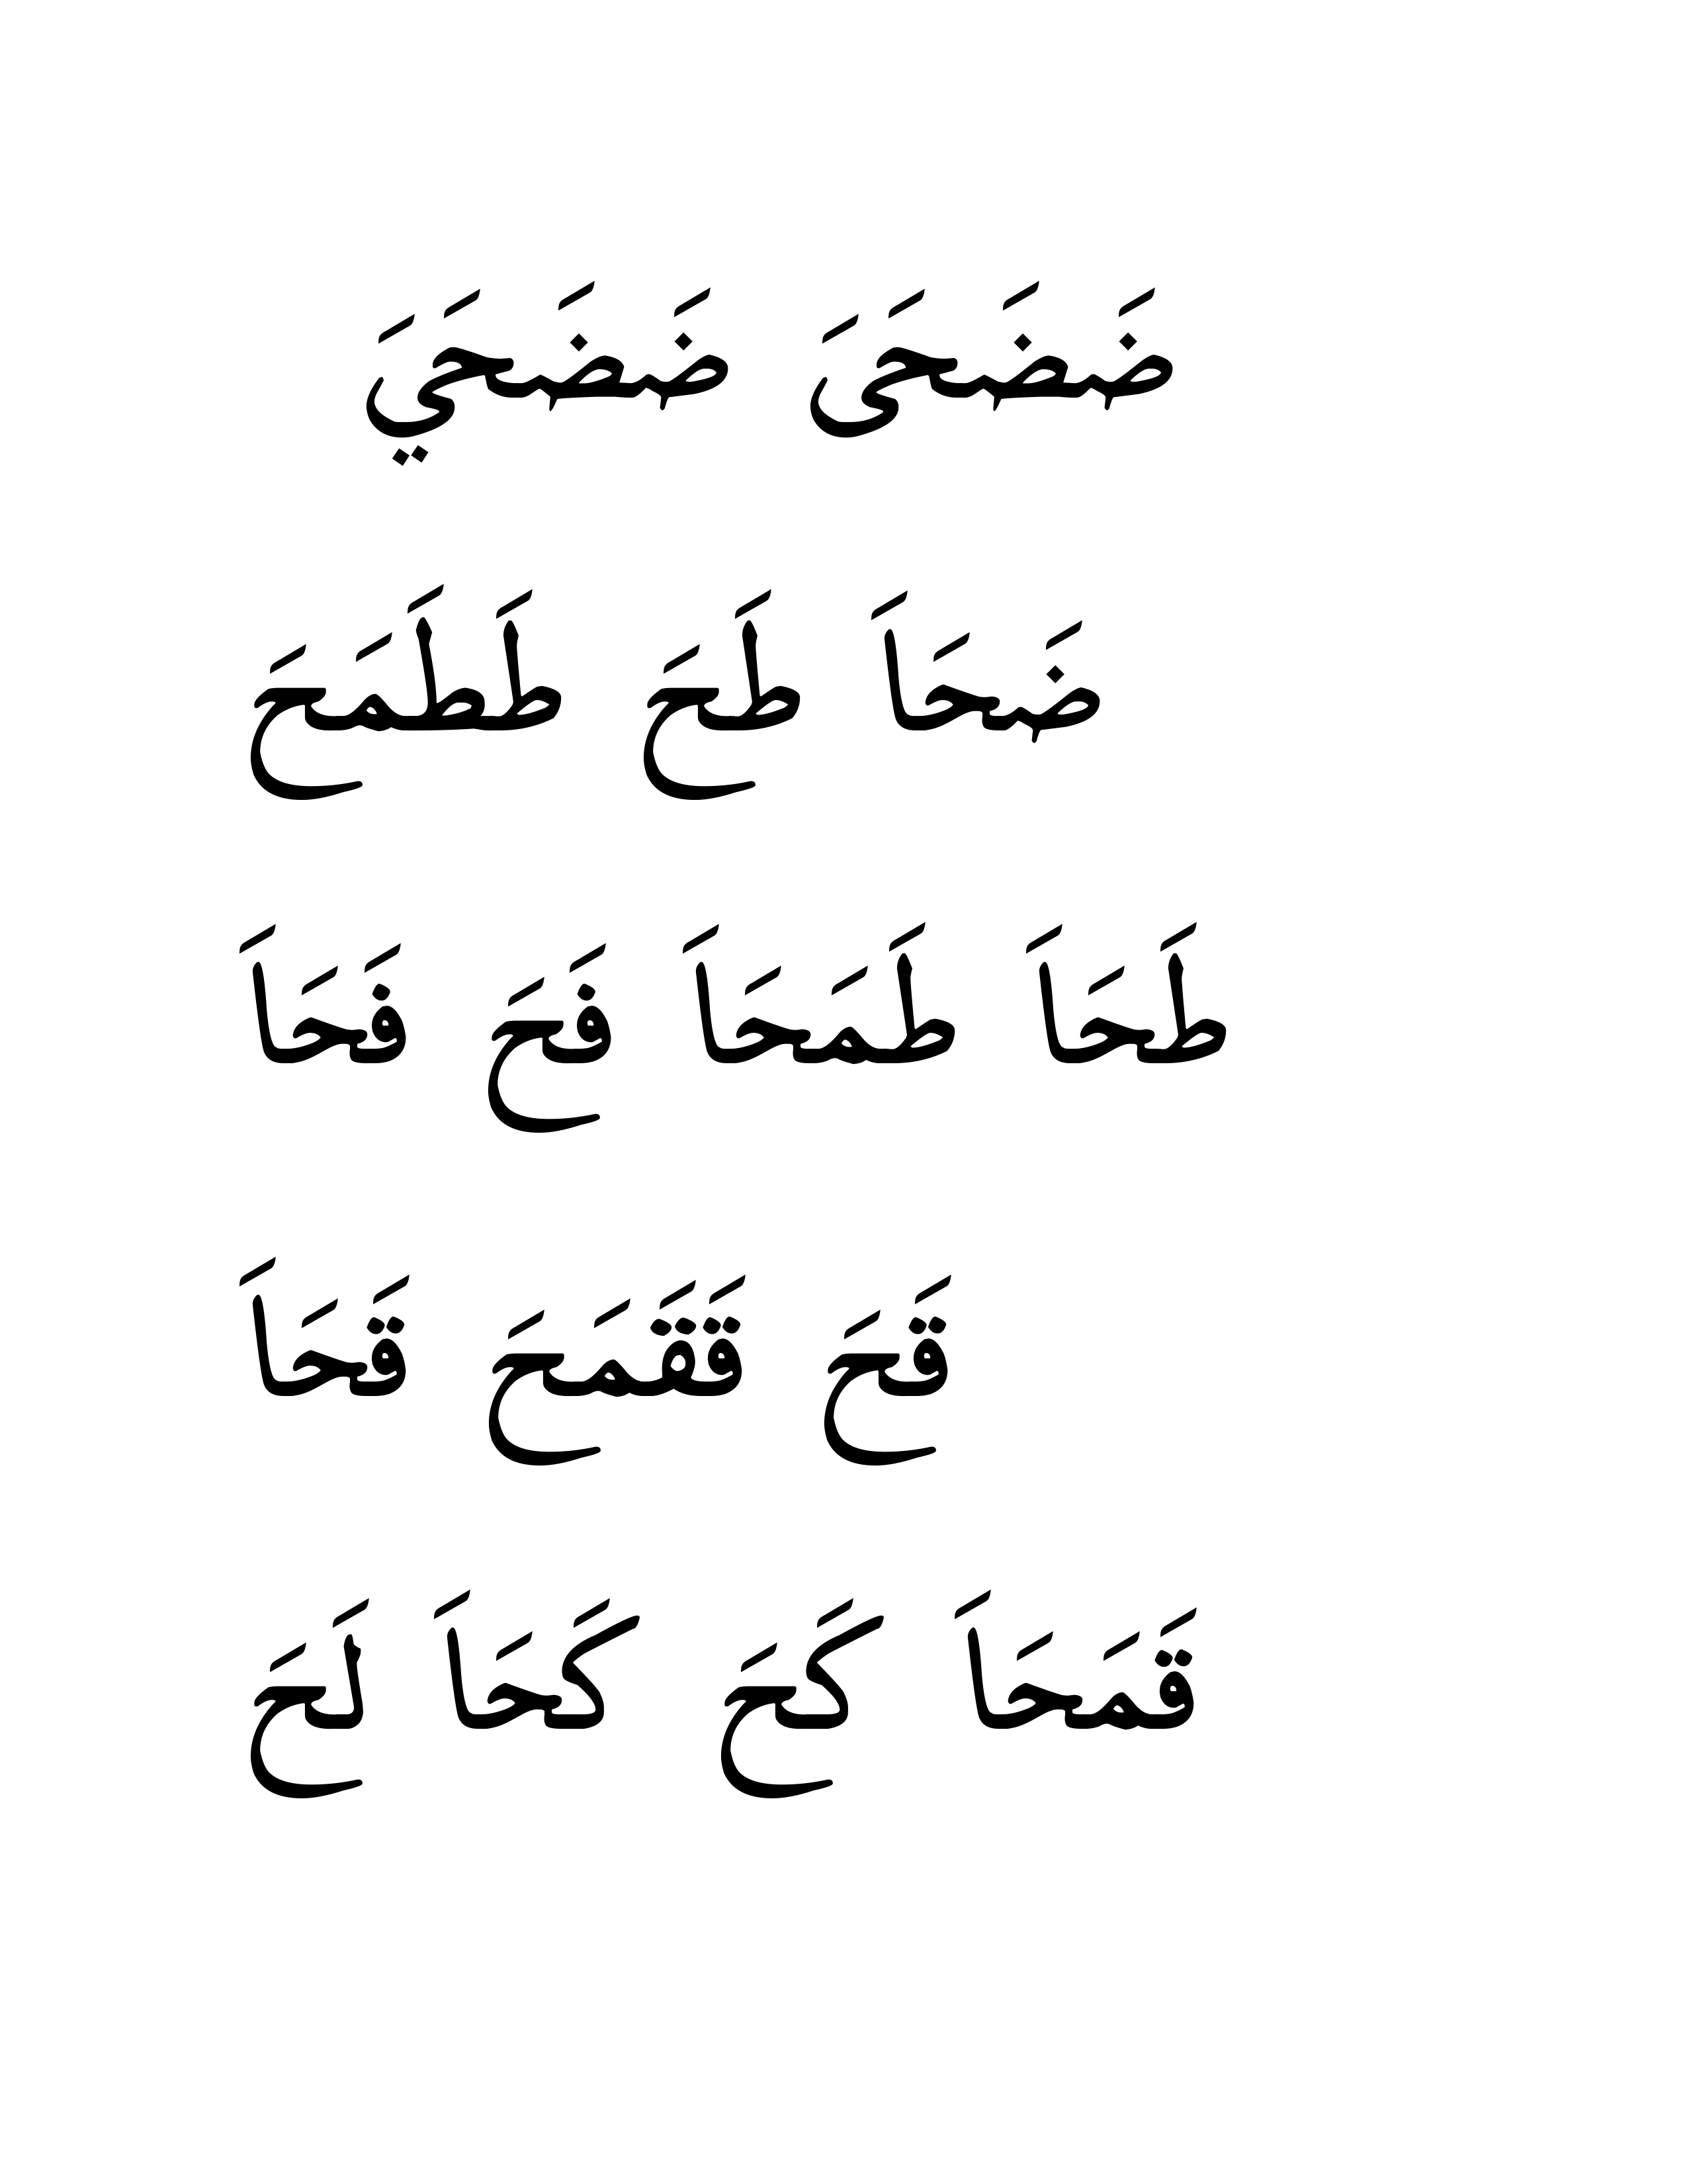 ضَضَحَىَ ضَضَحَيَ
ضَحَاَ طَحَ طَطَمَحَ
طَحَاَ طَمَحَاَ فَحَ فَحَاَ
قَحَ قَقَمَحَ قَحَاَ
قَمَحَاَ كَحَ كَحَاَ لَحَ